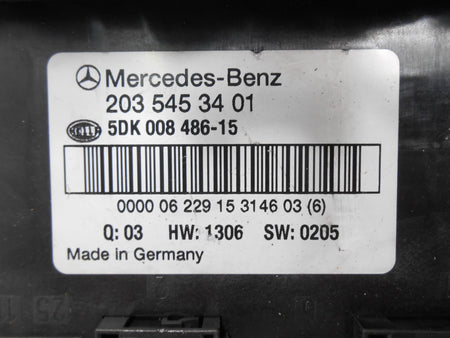 Mercedes-Benz
203 545 34 01
HELLA 5DK 008 486-15
0000 06 229 15 3146 03 (6)
Q: 03 HW: 1306 SW: 0205
Made in Germany